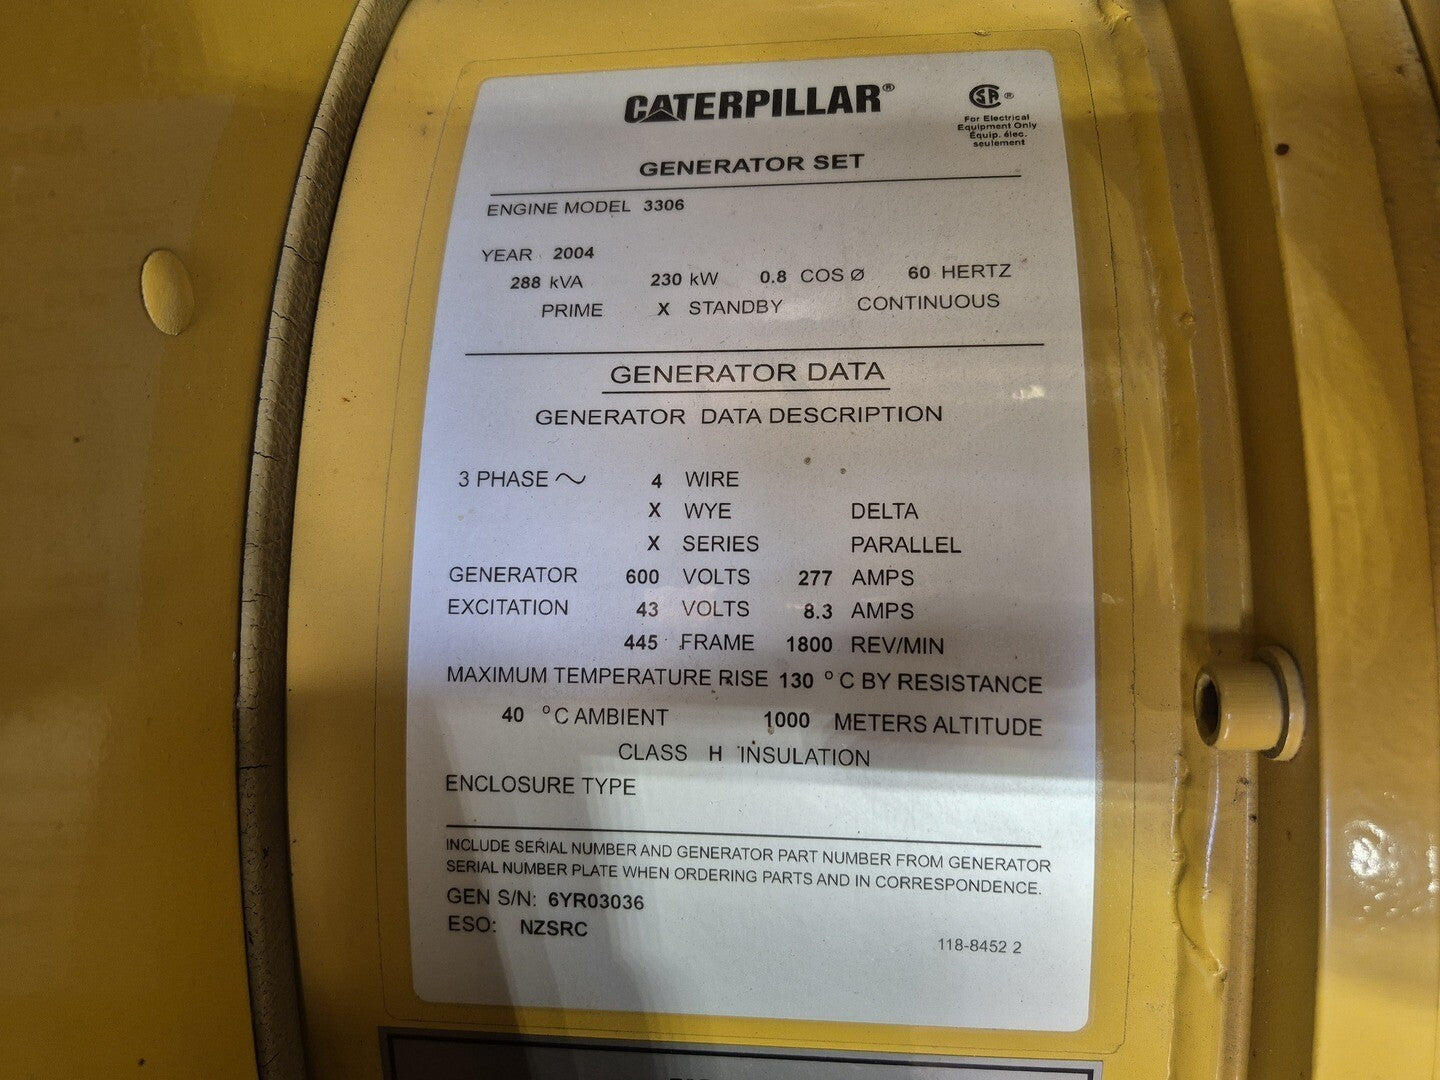 CATERPILLAR®
SA ®
For Electrical
Equipment Only
Équip. élec.
seulement
GENERATOR SET
ENGINE MODEL 3306
YEAR 2004
288 kVA 230 kW 0.8 COS Ø 60 HERTZ
PRIME X STANDBY CONTINUOUS
GENERATOR DATA
GENERATOR DATA DESCRIPTION
3 PHASE ~ 4 WIRE
X WYE DELTA
X SERIES PARALLEL
GENERATOR 600 VOLTS 277 AMPS
EXCITATION 43 VOLTS 8.3 AMPS
445 FRAME 1800 REV/MIN
MAXIMUM TEMPERATURE RISE 130 °C BY RESISTANCE
40 °C AMBIENT 1000 METERS ALTITUDE
CLASS H INSULATION
ENCLOSURE TYPE
INCLUDE SERIAL NUMBER AND GENERATOR PART NUMBER FROM GENERATOR
SERIAL NUMBER PLATE WHEN ORDERING PARTS AND IN CORRESPONDENCE.
GEN S/N: 6YR03036
ESO: NZSRC
118-8452 2